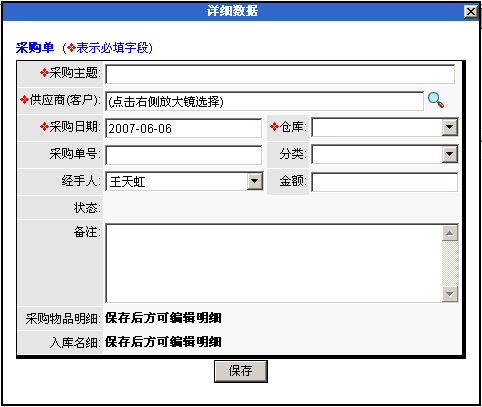 详细数据
采购单 (❖表示必填字段)
❖采购主题:
❖供应商(客户): (点击右侧放大镜选择)
❖采购日期: 2007-06-06 ❖仓库:
采购单号: 分类:
经手人: 王天虹 金额:
状态:
备注:
采购物品明细: 保存后方可编辑明细
入库名细: 保存后方可编辑明细
保存